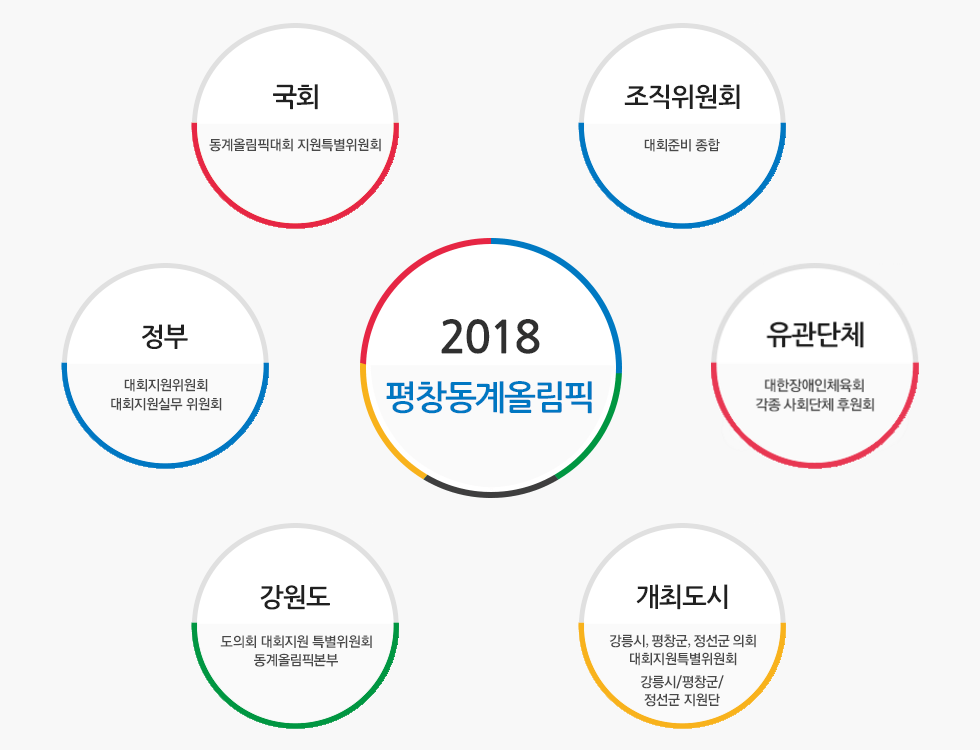 국회
동계올림픽대회 지원특별위원회
조직위원회
대회준비 종합
정부
대회지원위원회
대회지원실무 위원회
2018
평창동계올림픽
유관단체
대한장애인체육회
각종 사회단체 후원회
강원도
도의회 대회지원 특별위원회
동계올림픽본부
개최도시
강릉시, 평창군, 정선군 의회
대회지원특별위원회
강릉시/평창군/
정선군 지원단